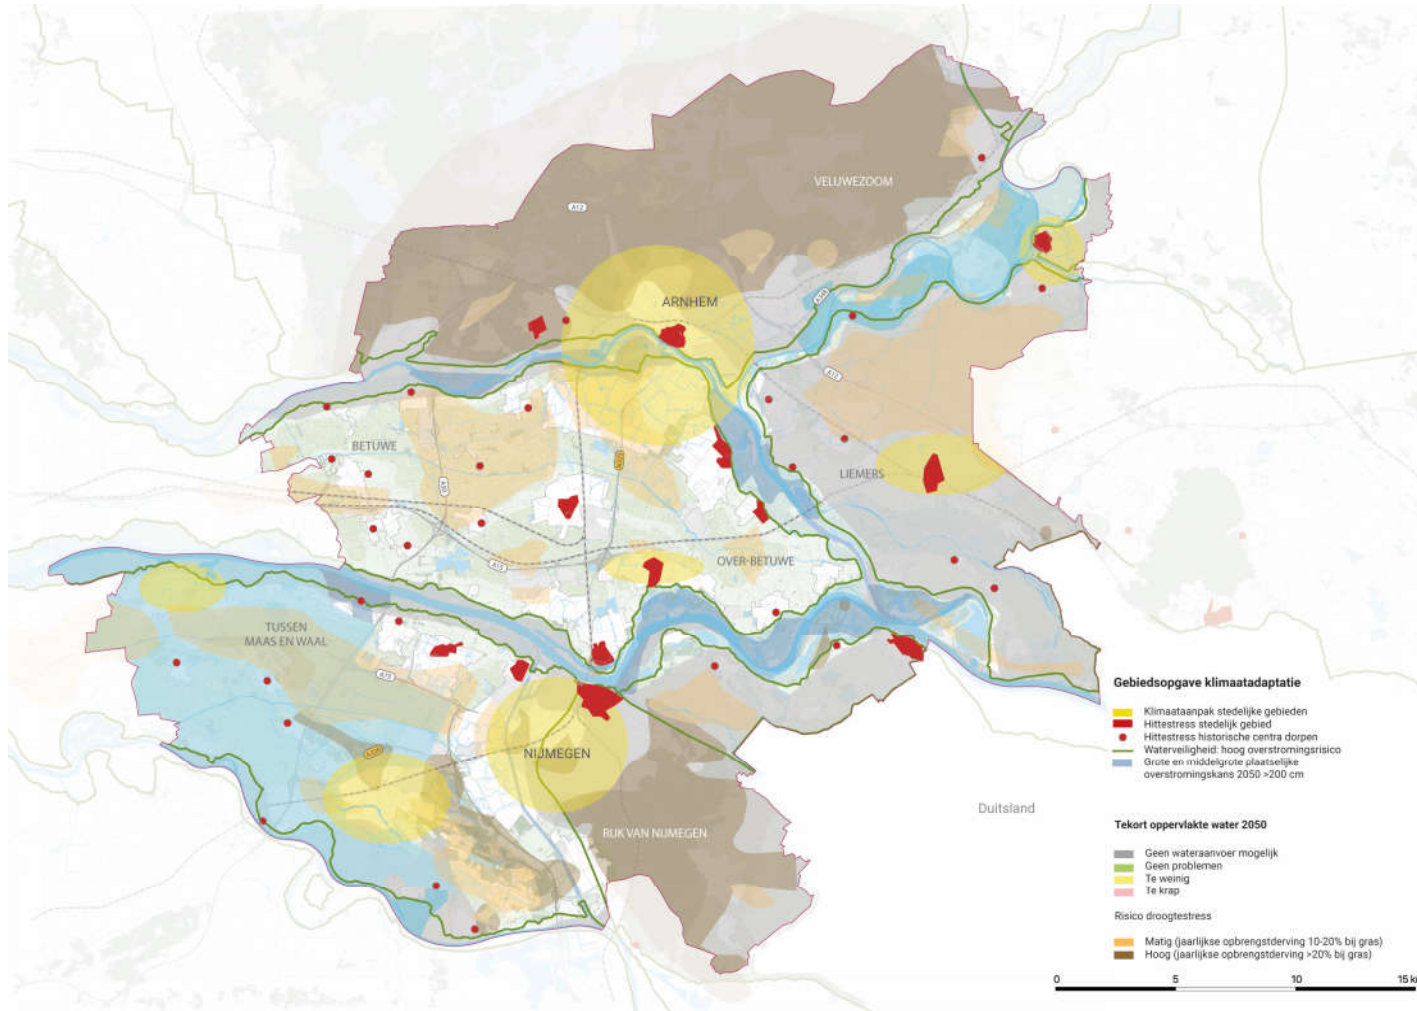 VELUWEZOOM
A12
ARNHEM
A348
A12
BETUWE
A325
LIEMERS
A50
A15
OVER-BETUWE
TUSSEN
MAAS EN WAAL
A73
NIJMEGEN
A326
RIJK VAN NIJMEGEN
Duitsland
Gebiedsopgave klimaatadaptatie
Klimaataanpak stedelijke gebieden
Hittestress stedelijk gebied
Hittestress historische centra dorpen
Waterveiligheid: hoog overstromingsrisico
Grote en middelgrote plaatselijke
overstromingskans 2050 >200 cm
Tekort oppervlakte water 2050
Geen wateraanvoer mogelijk
Geen problemen
Te weinig
Te krap
Risico droogtestress
Matig (jaarlijkse opbrengstderving 10-20% bij gras)
Hoog (jaarlijkse opbrengstderving >20% bij gras)
0 5 10 15 k